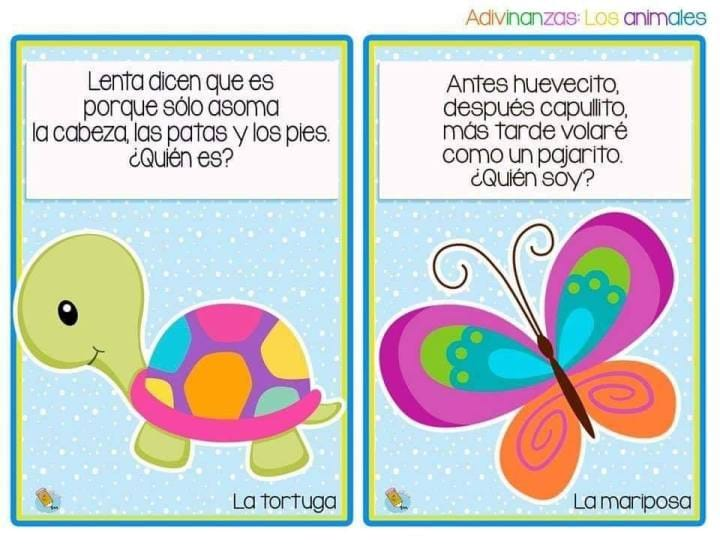 Adivinanzas: Los animales
Lenta dicen que es
porque sólo asoma
la cabeza, las patas y los pies.
¿Quién es?
La tortuga
Antes huevecito,
después capullito,
más tarde volaré
como un pajarito.
¿Quién soy?
La mariposa